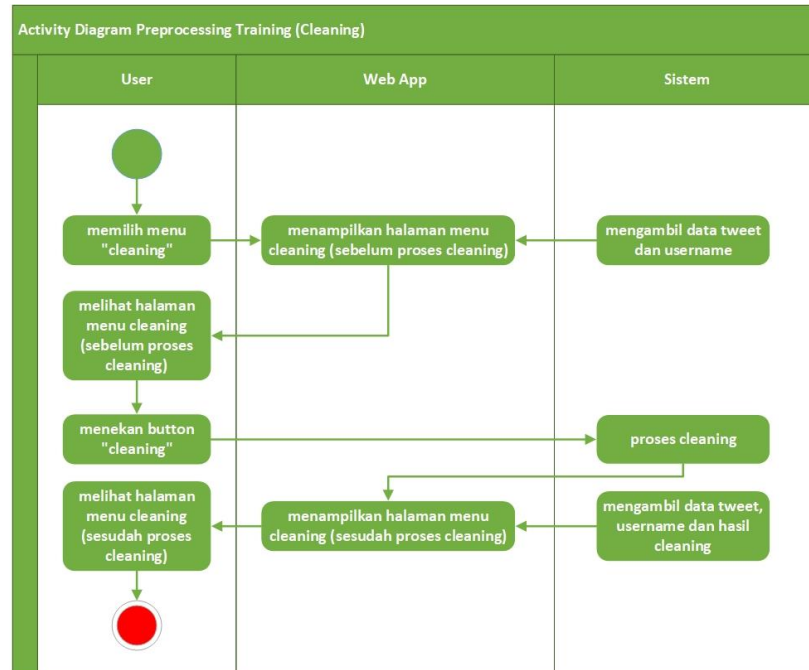 Activity Diagram Preprocessing Training (Cleaning)
User
Web App
Sistem
memilih menu
"cleaning"
menampilkan halaman menu
cleaning (sebelum proses cleaning)
mengambil data tweet
dan username
melihat halaman
menu cleaning
(sebelum proses
cleaning)
menekan button
"cleaning"
proses cleaning
melihat halaman
menu cleaning
(sesudah proses
cleaning)
menampilkan halaman menu
cleaning (sesudah proses cleaning)
mengambil data tweet,
username dan hasil
cleaning